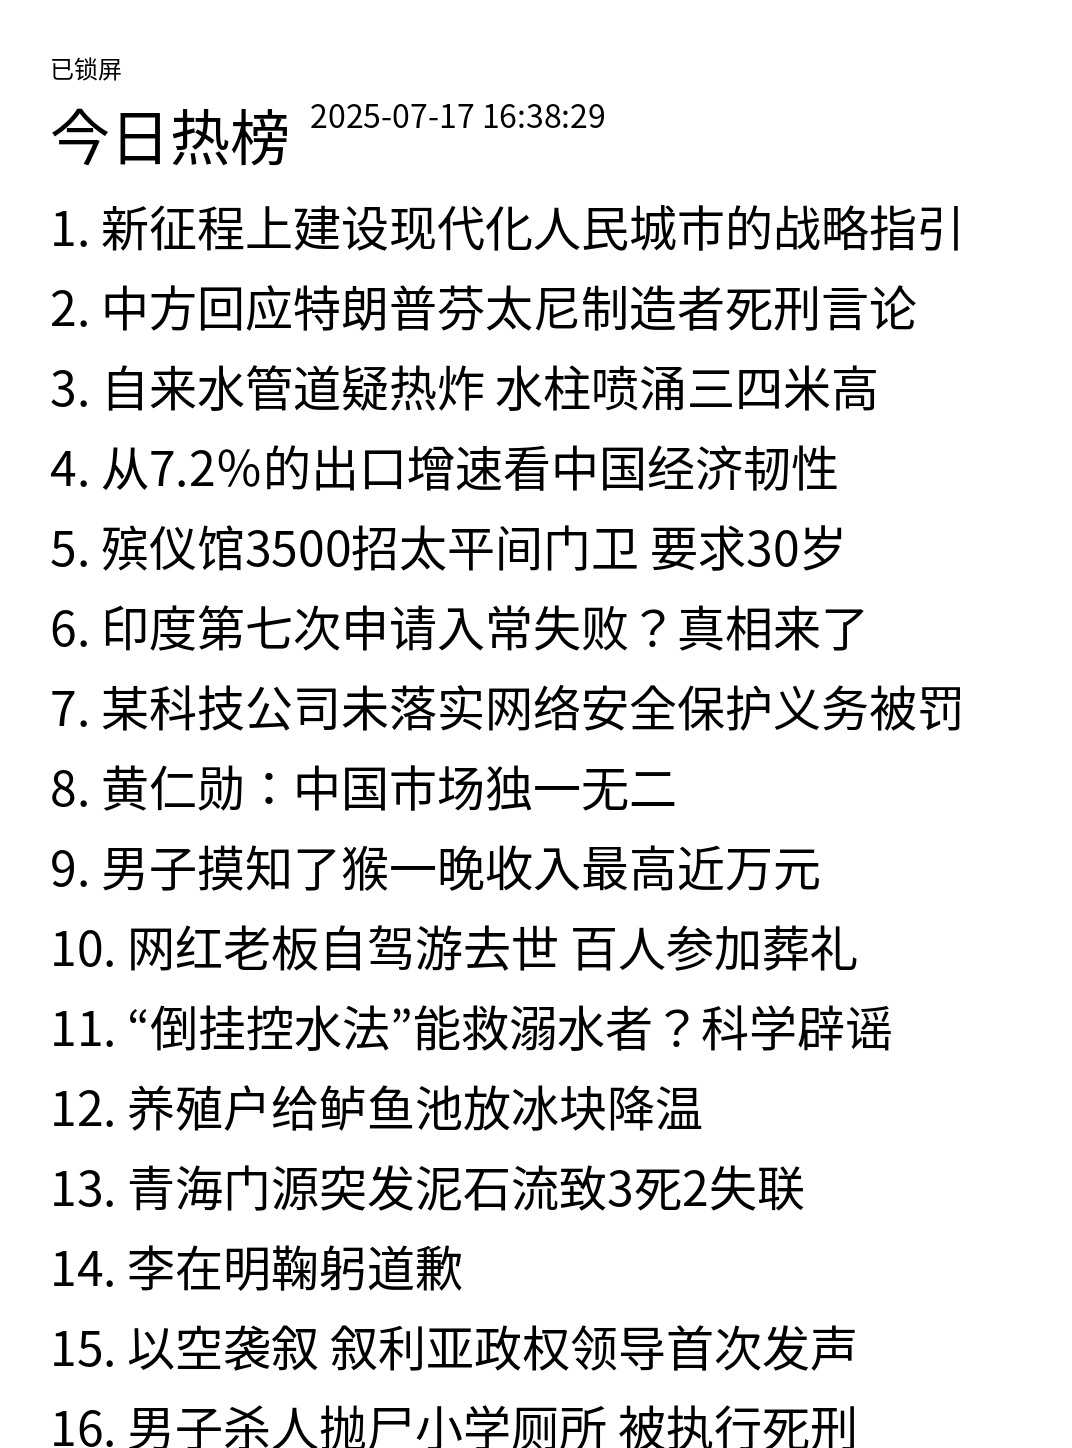 已锁屏
今日热榜 2025-07-17 16:38:29
1. 新征程上建设现代化人民城市的战略指引
2. 中方回应特朗普芬太尼制造者死刑言论
3. 自来水管道疑热炸 水柱喷涌三四米高
4. 从7.2%的出口增速看中国经济韧性
5. 殡仪馆3500招太平间门卫 要求30岁
6. 印度第七次申请入常失败？真相来了
7. 某科技公司未落实网络安全保护义务被罚
8. 黄仁勋：中国市场独一无二
9. 男子摸知了猴一晚收入最高近万元
10. 网红老板自驾游去世 百人参加葬礼
11. “倒挂控水法”能救溺水者？科学辟谣
12. 养殖户给鲈鱼池放冰块降温
13. 青海门源突发泥石流致3死2失联
14. 李在明鞠躬道歉
15. 以空袭叙 叙利亚政权领导首次发声
16. 男子杀人抛尸小学厕所 被执行死刑